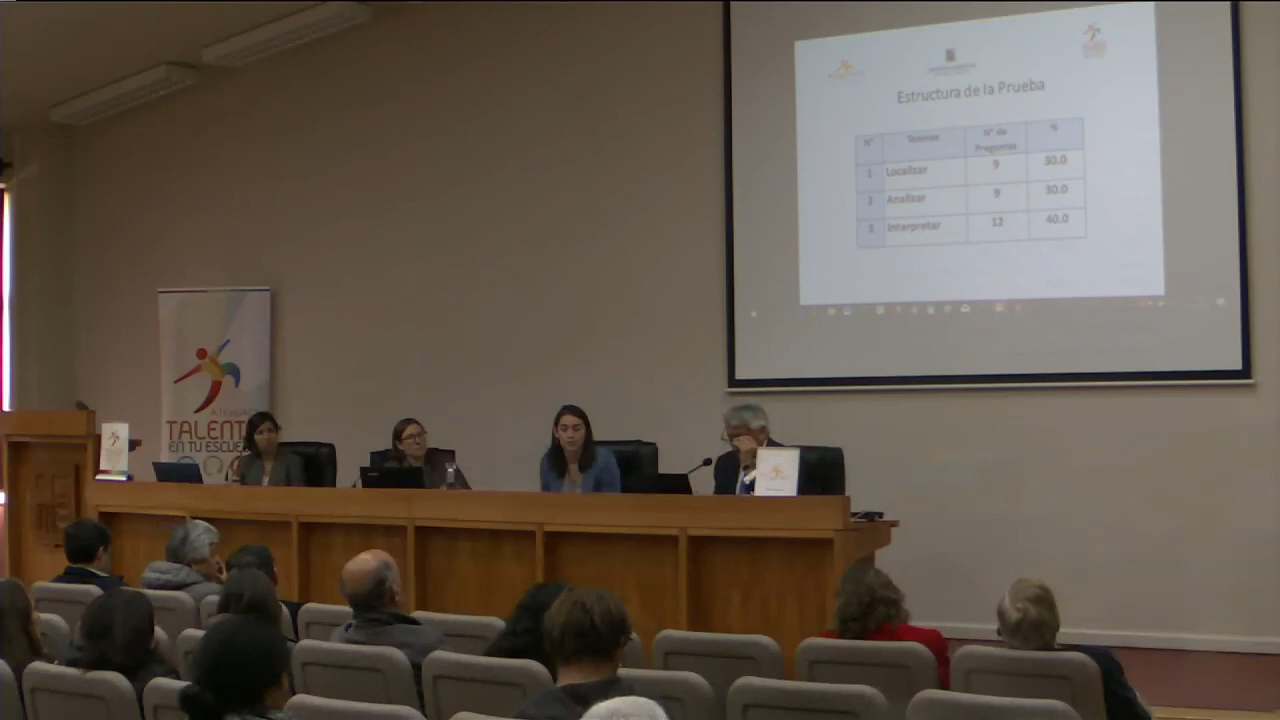 Estructura de la Prueba
N° Taremas N° de Preguntas %
1 Localizar 9 30.0
2 Analizar 9 30.0
3 Interpretar 12 40.0
TALENT
EN TU ESCUE